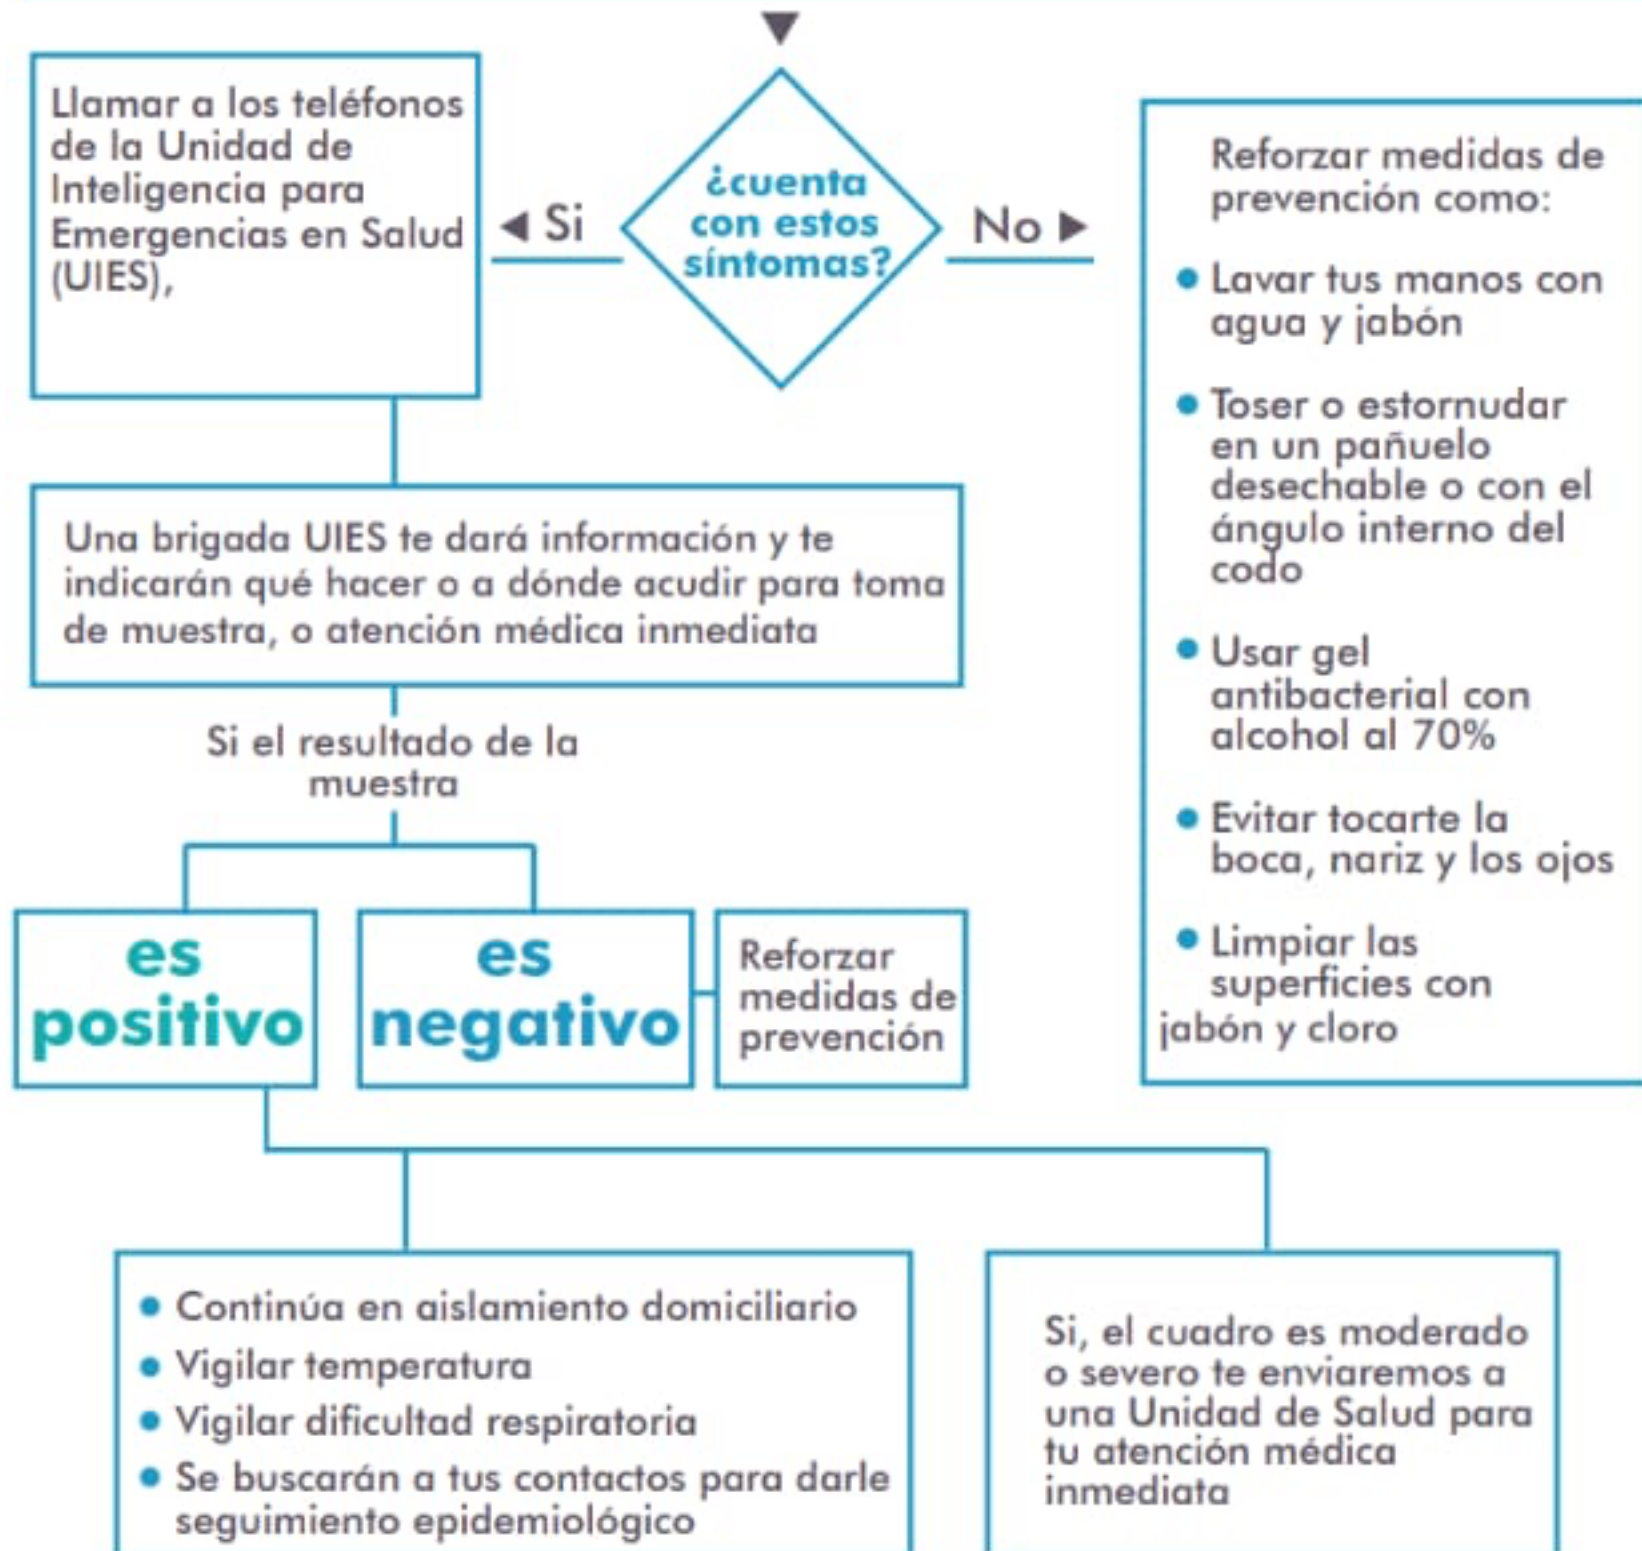 Llamar a los teléfonos
de la Unidad de
Inteligencia para
Emergencias en Salud
(UIES),
Si
¿cuenta
con estos
síntomas?
No
Reforzar medidas de
prevención como:
Lavar tus manos con
agua y jabón
Toser o estornudar
en un pañuelo
desechable o con el
ángulo interno del
codo
Usar gel
antibacterial con
alcohol al 70%
Evitar tocarte la
boca, nariz y los ojos
Limpiar las
superficies con
jabón y cloro
Una brigada UIES te dará información y te
indicarán qué hacer o a dónde acudir para toma
de muestra, o atención médica inmediata
Si el resultado de la
muestra
es
positivo
es
negativo
Reforzar
medidas de
prevención
Continúa en aislamiento domiciliario
Vigilar temperatura
Vigilar dificultad respiratoria
Se buscarán a tus contactos para darle
seguimiento epidemiológico
Si, el cuadro es moderado
o severo te enviaremos a
una Unidad de Salud para
tu atención médica
inmediata